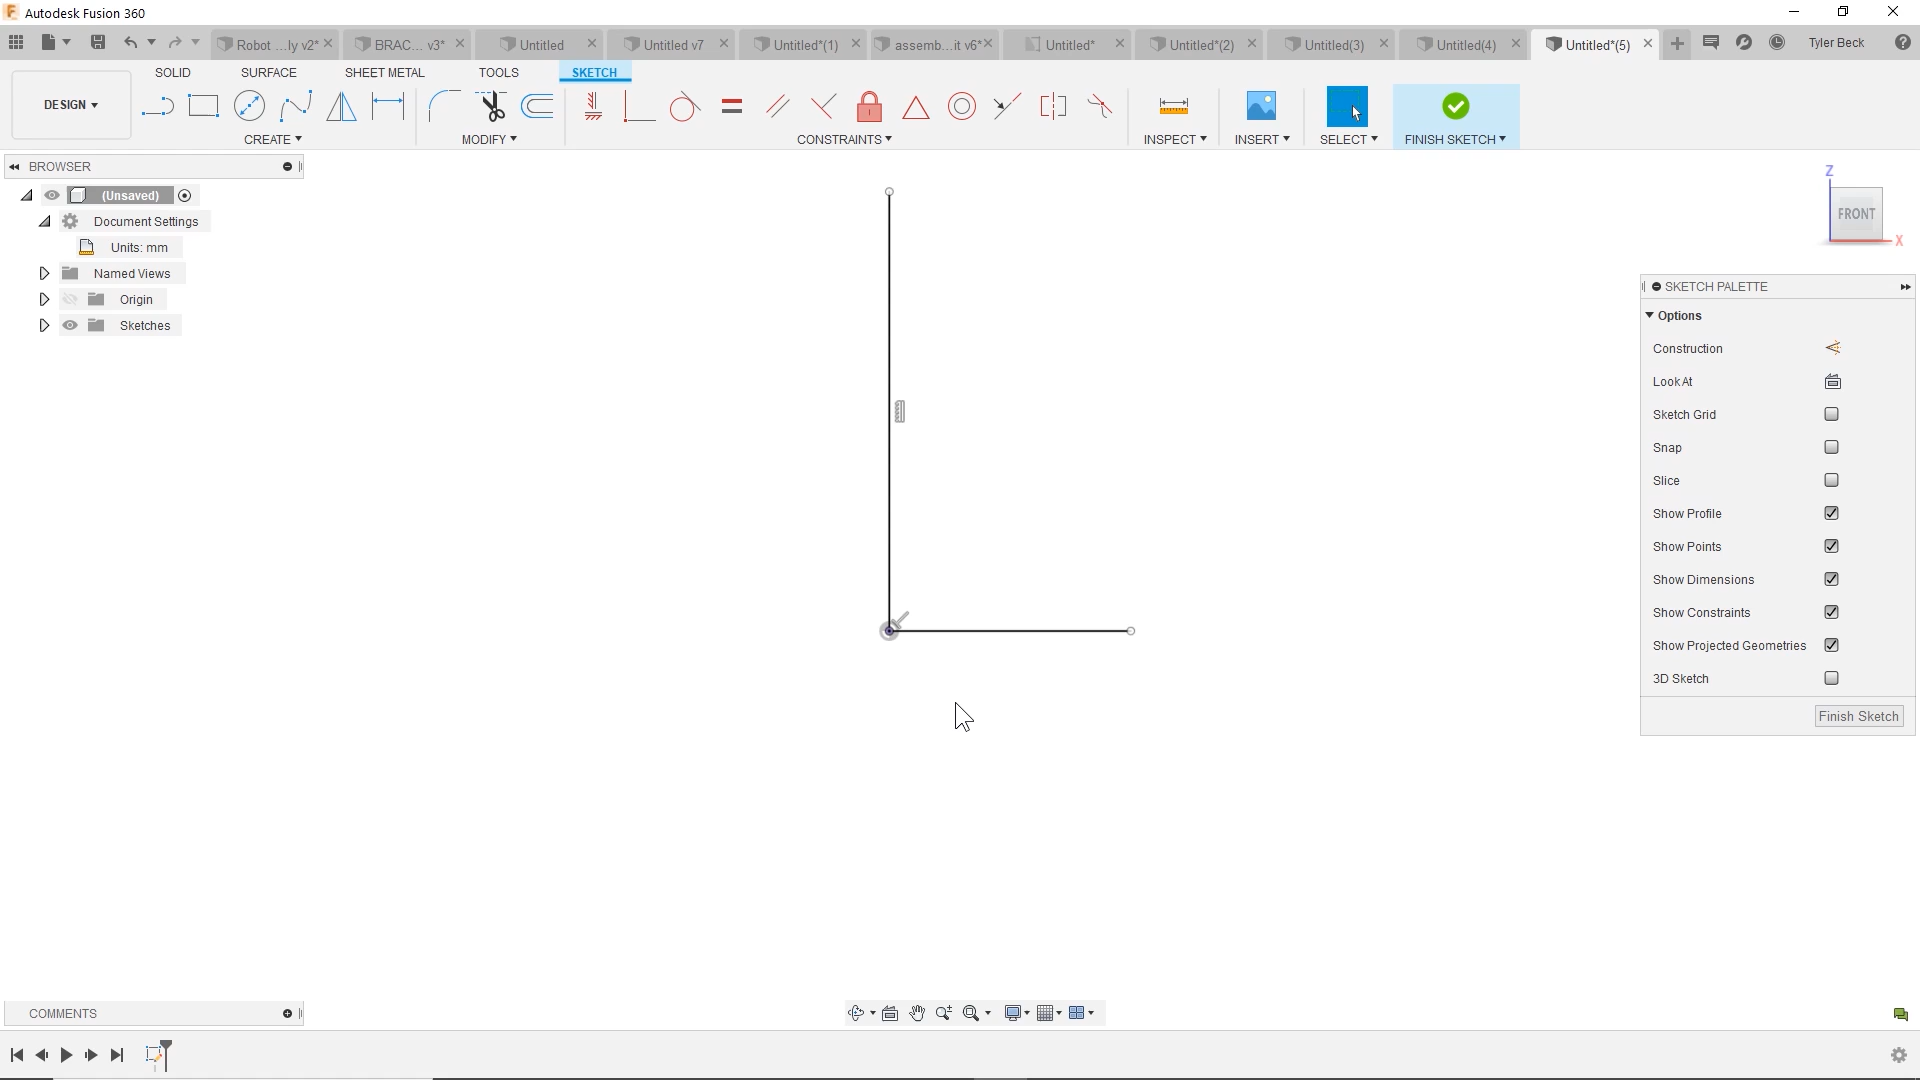 Autodesk Fusion 360
Robot ...ly v2*
BRAC... v3*
Untitled
Untitled v7
Untitled*(1)
assemb...it v6*
Untitled*
Untitled*(2)
Untitled(3)
Untitled(4)
Untitled*(5)
Tyler Beck
SOLID
SURFACE
SHEET METAL
TOOLS
SKETCH
DESIGN
CREATE
MODIFY
CONSTRAINTS
INSPECT
INSERT
SELECT
FINISH SKETCH
BROWSER
(Unsaved)
Document Settings
Units: mm
Named Views
Origin
Sketches
Z
FRONT
X
SKETCH PALETTE
Options
Construction
Look At
Sketch Grid
Snap
Slice
Show Profile
Show Points
Show Dimensions
Show Constraints
Show Projected Geometries
3D Sketch
Finish Sketch
COMMENTS